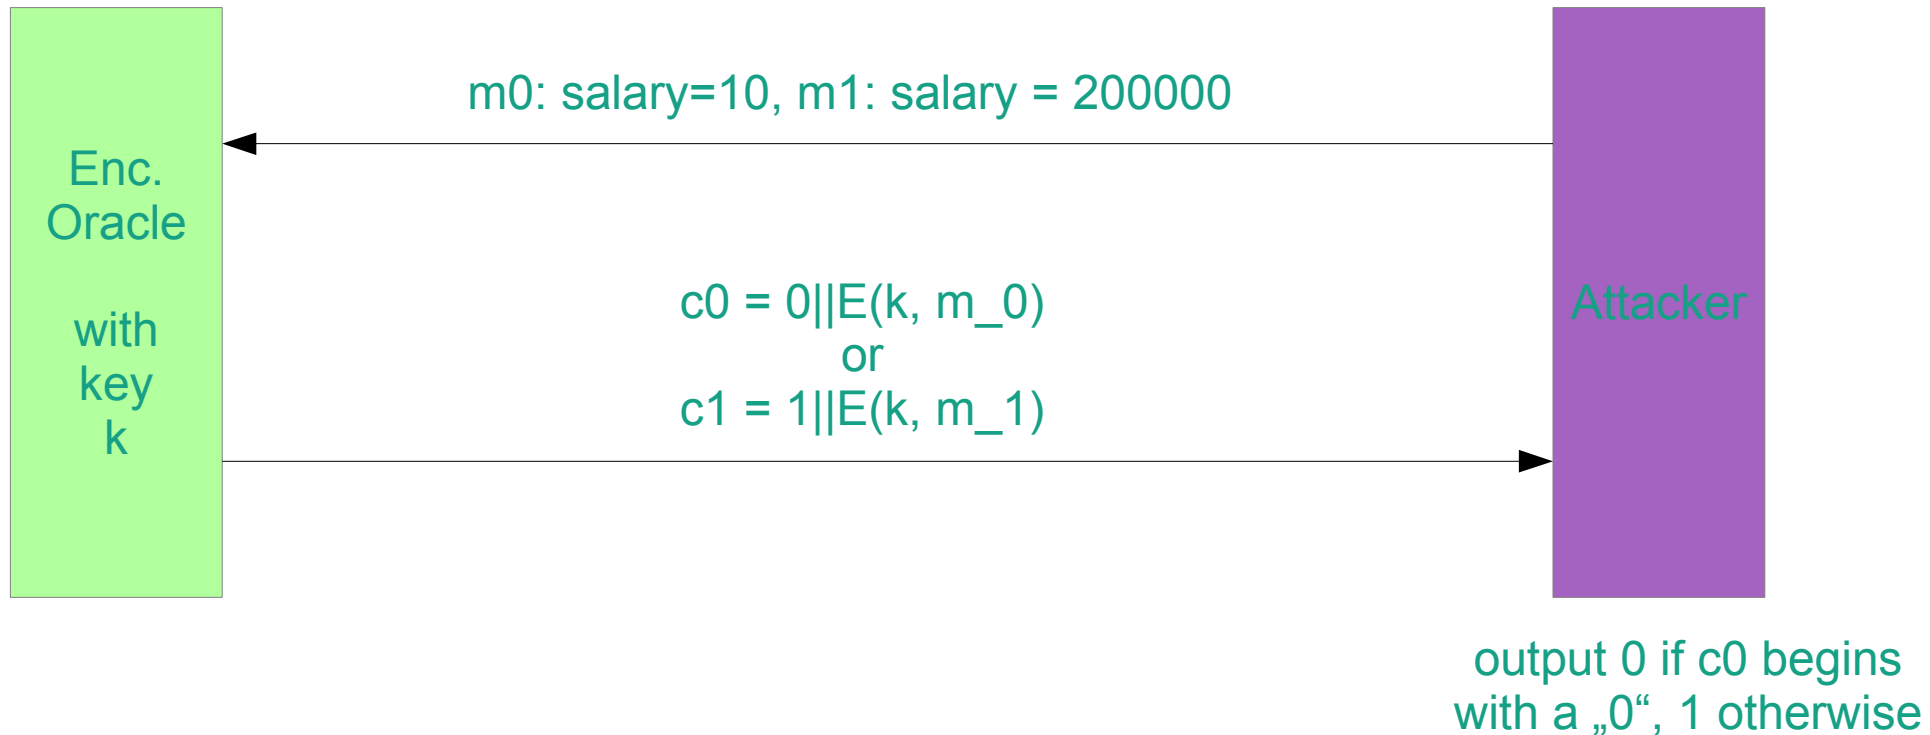 m0: salary=10, m1: salary = 200000
Enc.
Oracle
with
key
k
c0 = 0||E(k, m_0)
or
c1 = 1||E(k, m_1)
Attacker
output 0 if c0 begins
with a „0“, 1 otherwise